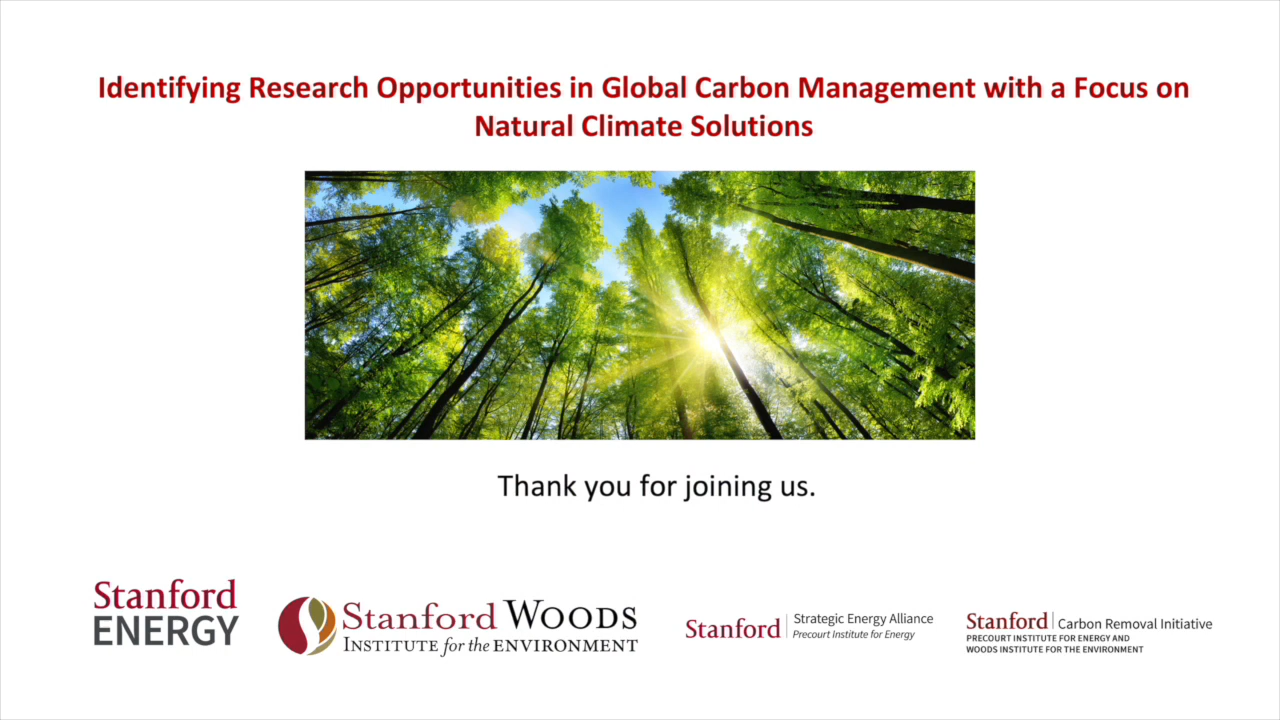 Identifying Research Opportunities in Global Carbon Management with a Focus on
Natural Climate Solutions
Thank you for joining us.
Stanford
ENERGY
Stanford WOODS
INSTITUTE for the ENVIRONMENT
Stanford
Strategic Energy Alliance
Precourt Institute for Energy
Stanford
Carbon Removal Initiative
PRECOURT INSTITUTE FOR ENERGY AND
WOODS INSTITUTE FOR THE ENVIRONMENT